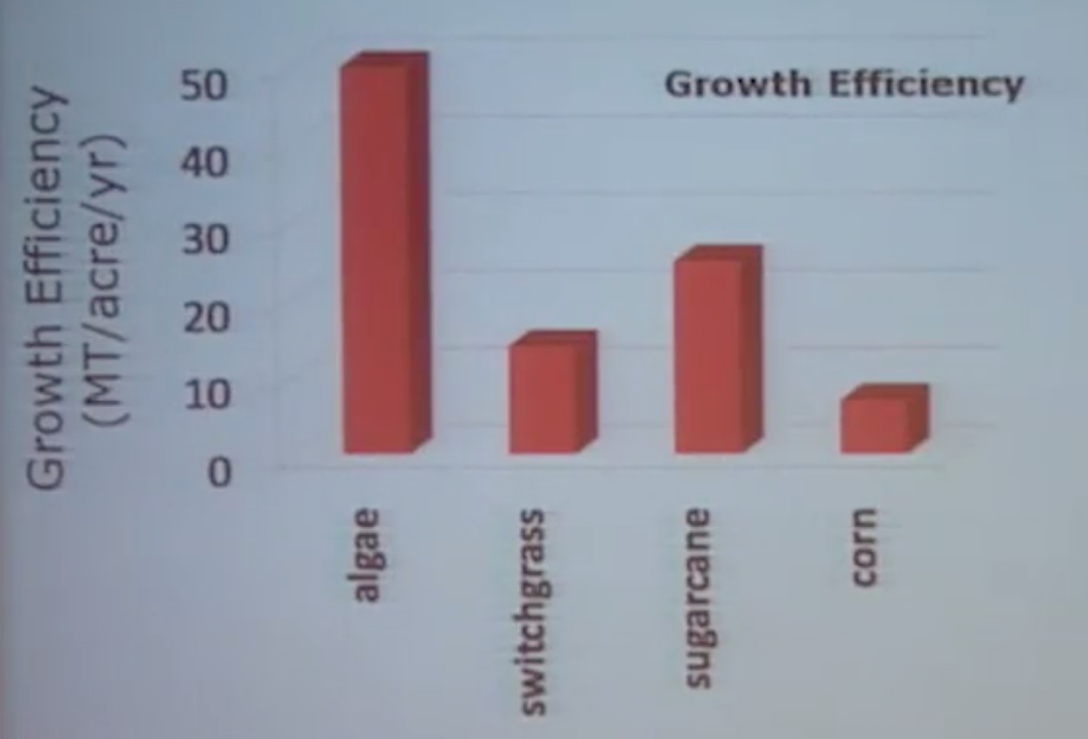 Growth Efficiency
Growth Efficiency
(MT/acre/yr)
50
40
30
20
10
0
algae
switchgrass
sugarcane
corn